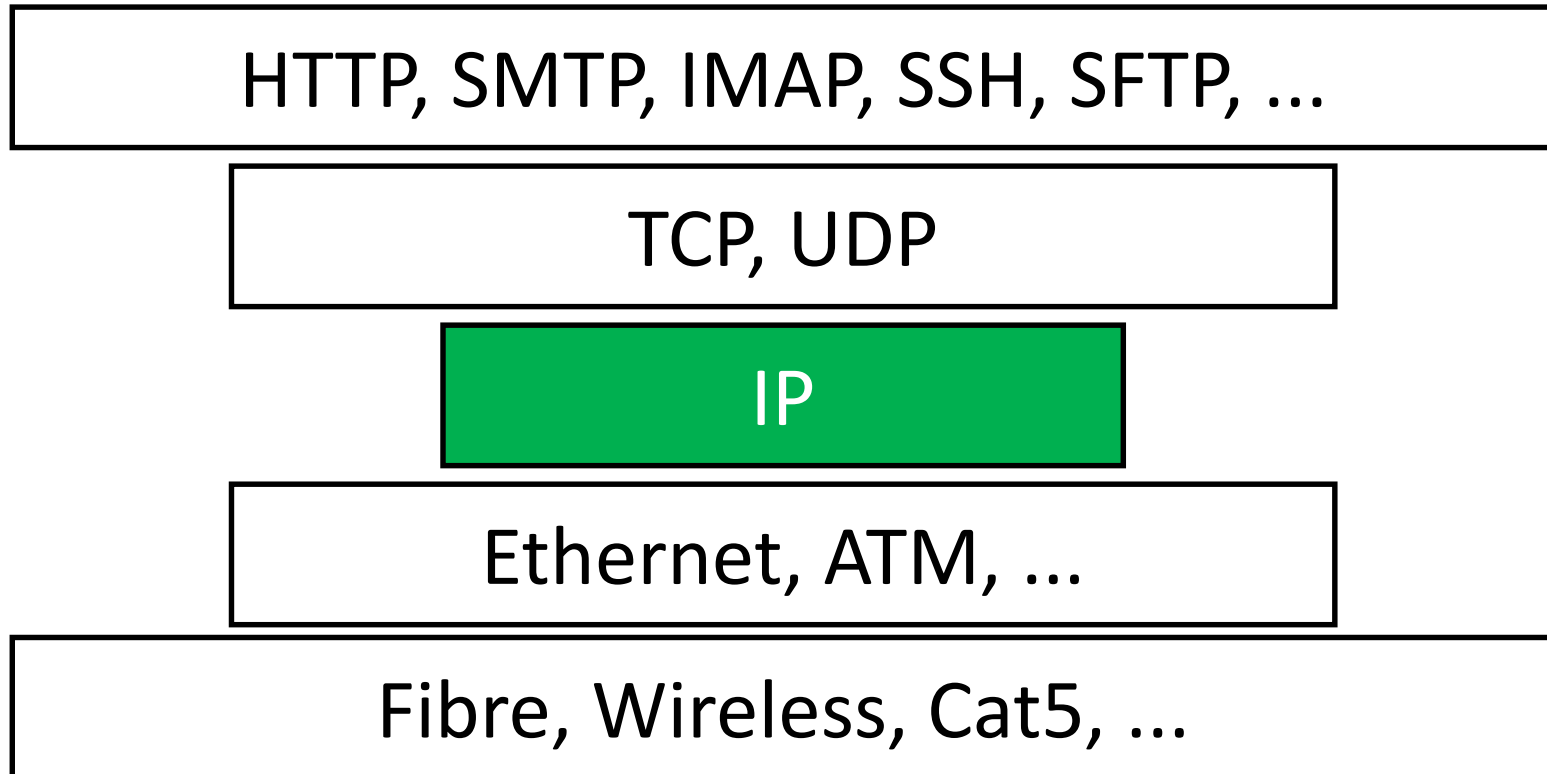 HTTP, SMTP, IMAP, SSH, SFTP, ...
TCP, UDP
IP
Ethernet, ATM, ...
Fibre, Wireless, Cat5, ...